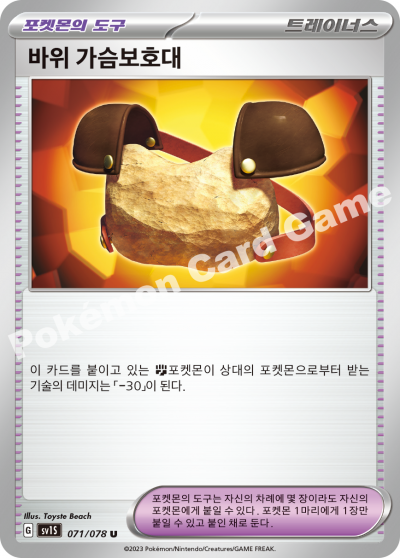 포켓몬의 도구
트레이너스
바위 가슴보호대
Pokémon Card Game
이 카드를 붙이고 있는 포켓몬이 상대의 포켓몬으로부터 받는
기술의 데미지는 「-30」이 된다.
Illus. Toyste Beach
G SV1S 071/078 U
포켓몬의 도구는 자신의 차례에 몇 장이라도 자신의
포켓몬에게 붙일 수 있다. 포켓몬 1마리에게 1장만
붙일 수 있고 붙인 채로 둔다.
©2023 Pokémon/Nintendo/Creatures/GAME FREAK.